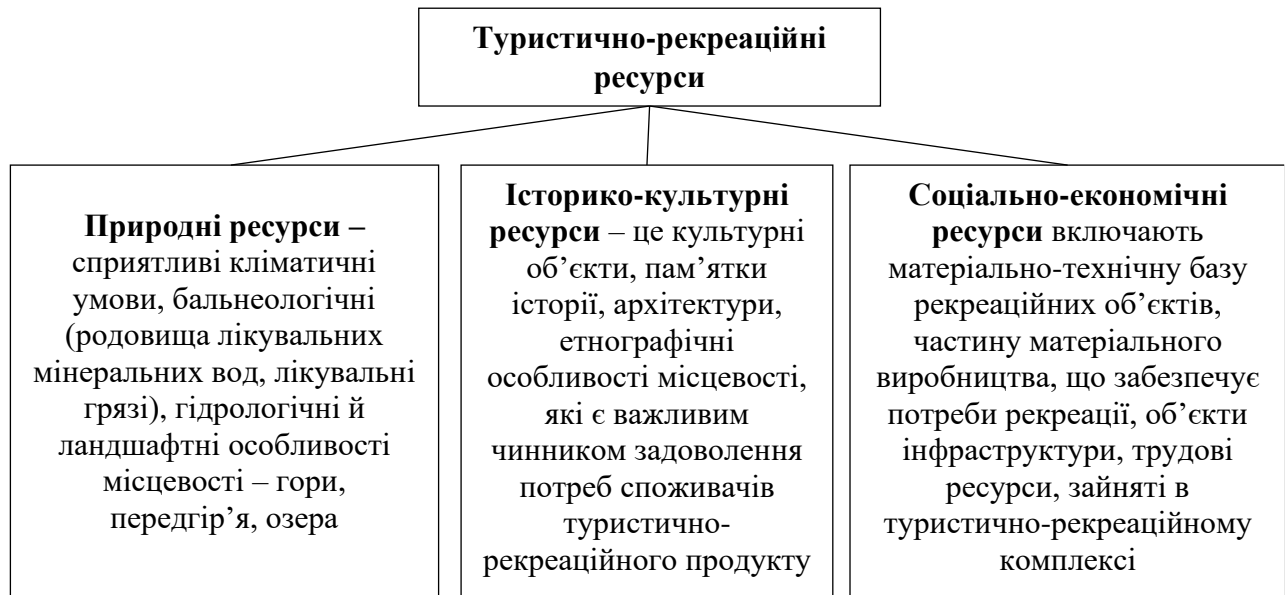 Туристично-рекреаційні
ресурси
Природні ресурси –
сприятливі кліматичні
умови, бальнеологічні
(родовища лікувальних
мінеральних вод, лікувальні
грязі), гідрологічні й
ландшафтні особливості
місцевості – гори,
передгір’я, озера
Історико-культурні
ресурси – це культурні
об’єкти, пам’ятки
історії, архітектури,
етнографічні
особливості місцевості,
які є важливим
чинником задоволення
потреб споживачів
туристично-
рекреаційного продукту
Соціально-економічні
ресурси включають
матеріально-технічну базу
рекреаційних об’єктів,
частину матеріального
виробництва, що забезпечує
потреби рекреації, об’єкти
інфраструктури, трудові
ресурси, зайняті в
туристично-рекреаційному
комплексі